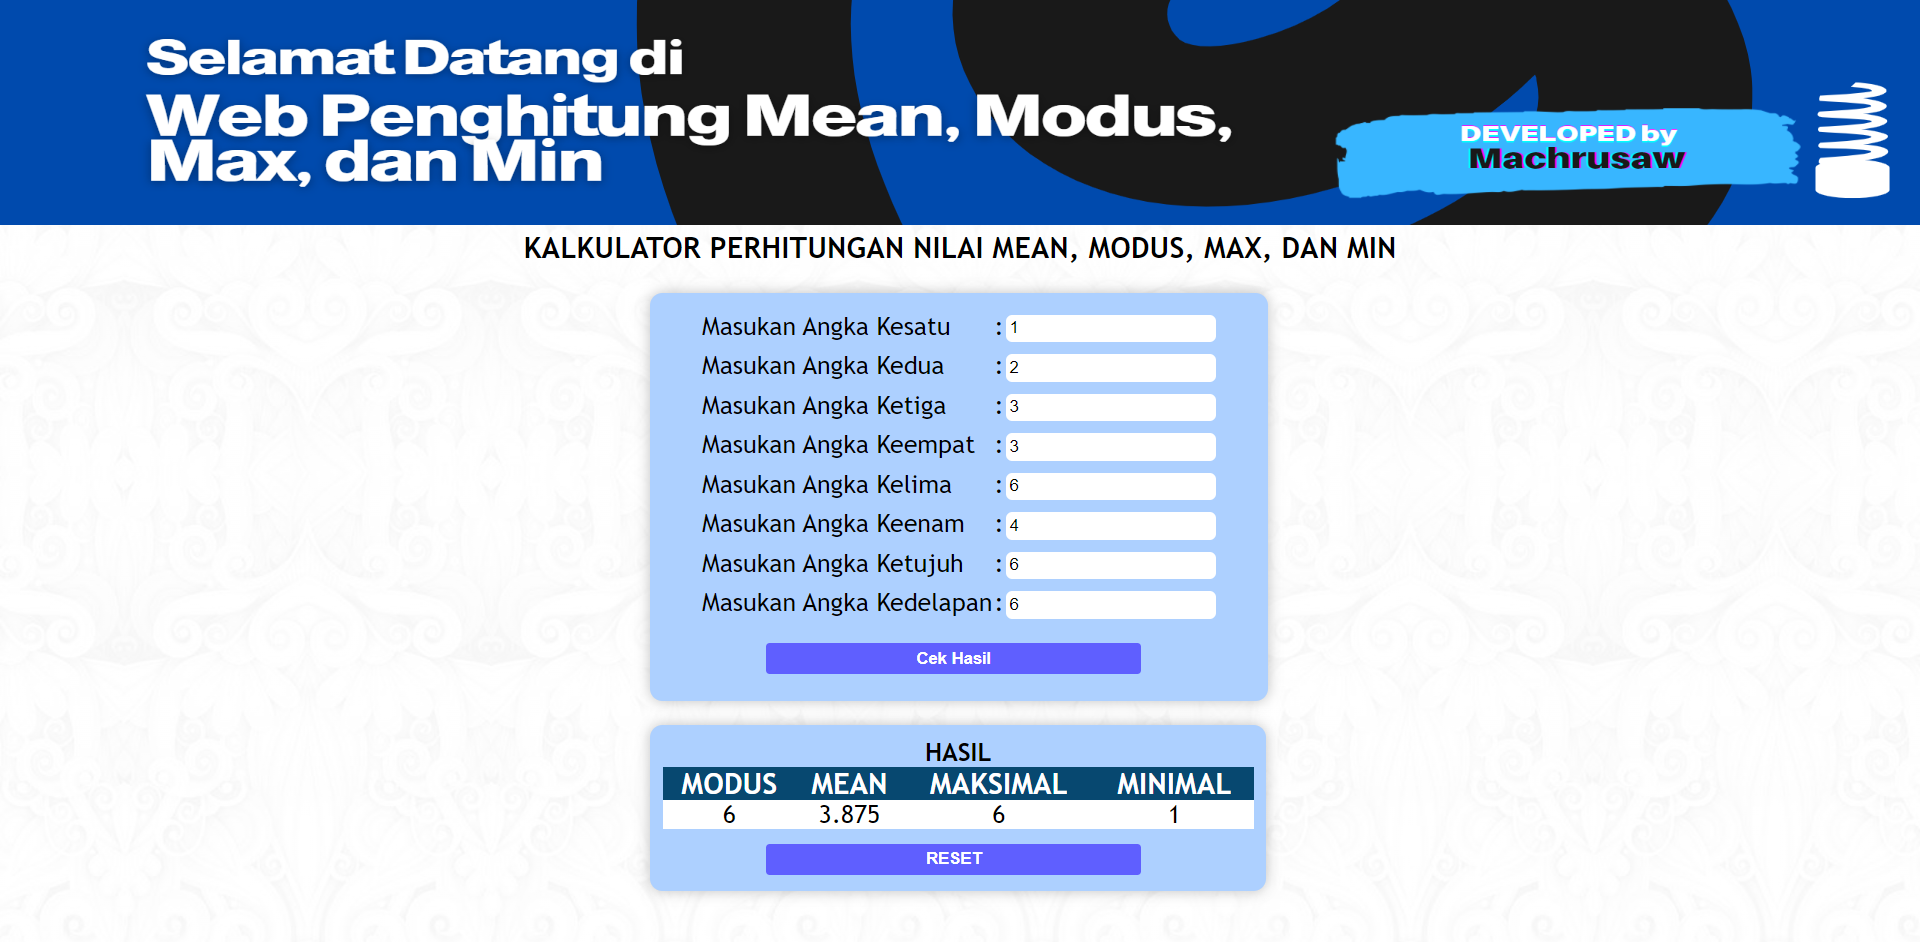 Selamat Datang di
Web Penghitung Mean, Modus,
Max, dan Min
DEVELOPED by
Machrusaw
KALKULATOR PERHITUNGAN NILAI MEAN, MODUS, MAX, DAN MIN
Masukan Angka Kesatu : 1
Masukan Angka Kedua : 2
Masukan Angka Ketiga : 3
Masukan Angka Keempat : 3
Masukan Angka Kelima : 6
Masukan Angka Keenam : 4
Masukan Angka Ketujuh : 6
Masukan Angka Kedelapan : 6
Cek Hasil
HASIL
MODUS MEAN MAKSIMAL MINIMAL
6 3.875 6 1
RESET